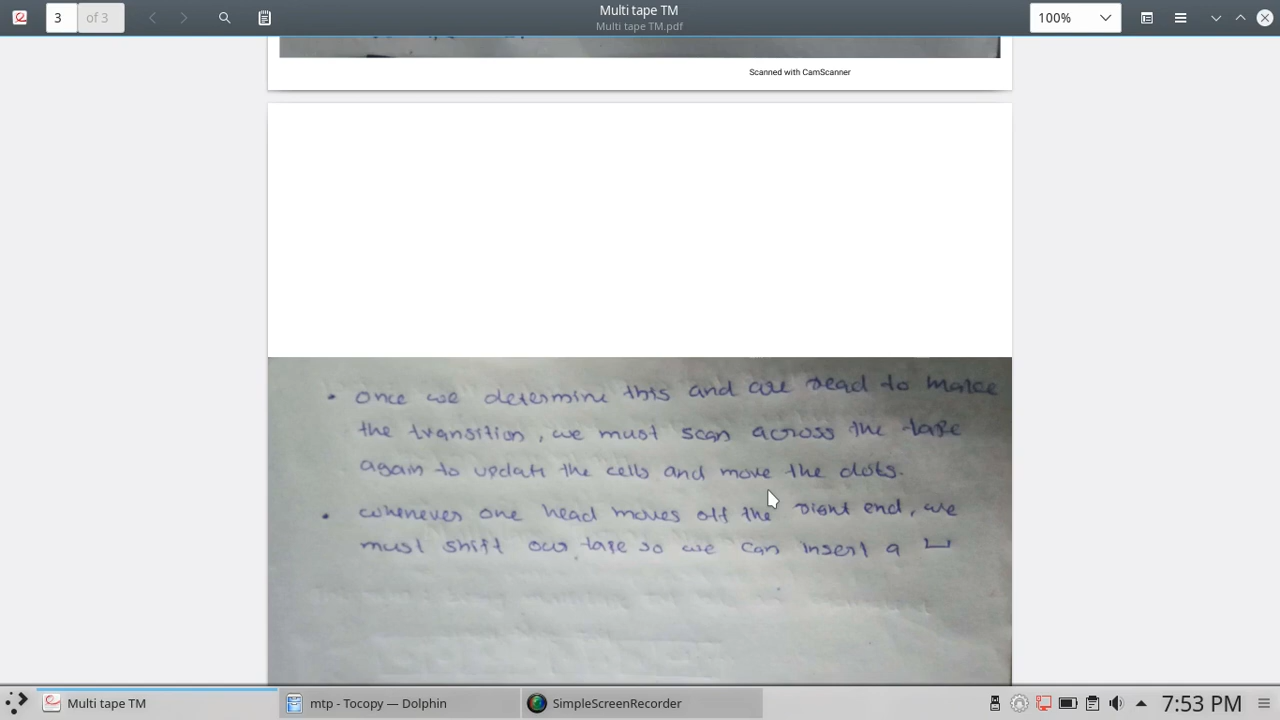 Multi tape TM
Multi tape TM.pdf
3 of 3
100%
Scanned with CamScanner
• Once we determine this and are read to make
the transition, we must scan across the tape
again to update the cells and move the dots.
• Whenever one head moves off the right end, we
must shift our tape so we can insert a ⊔
Multi tape TM
mtp - Tocopy — Dolphin
SimpleScreenRecorder
7:53 PM